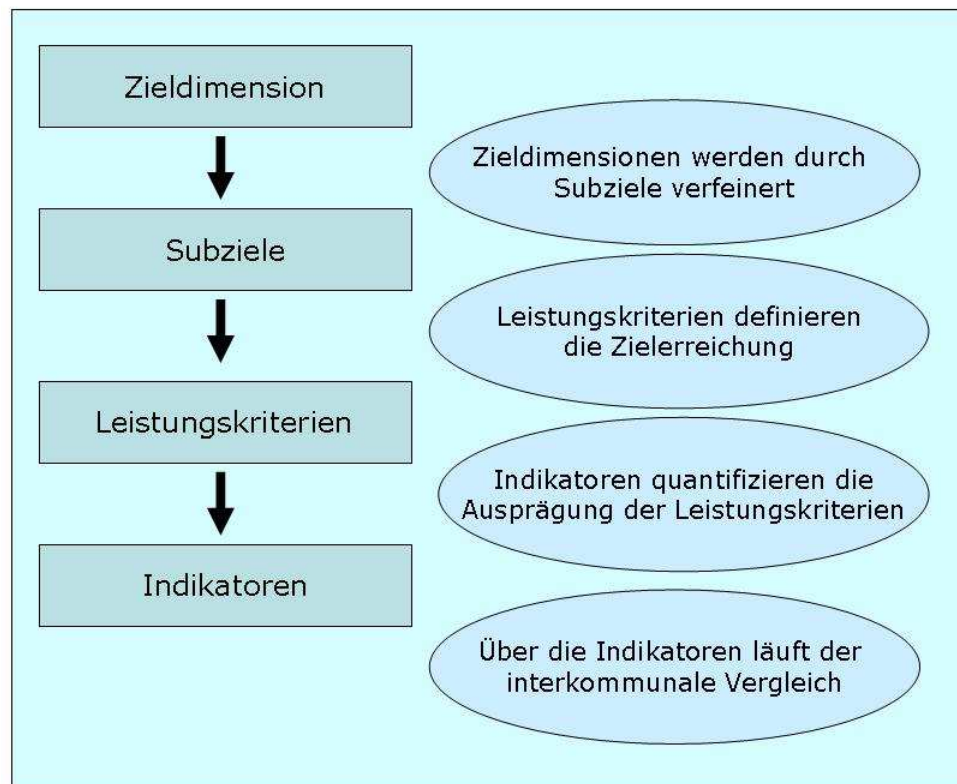 Zieldimension
Zieldimensionen werden durch
Subziele verfeinert
Subziele
Leistungskriterien definieren
die Zielerreichung
Leistungskriterien
Indikatoren quantifizieren die
Ausprägung der Leistungskriterien
Indikatoren
Über die Indikatoren läuft der
interkommunale Vergleich